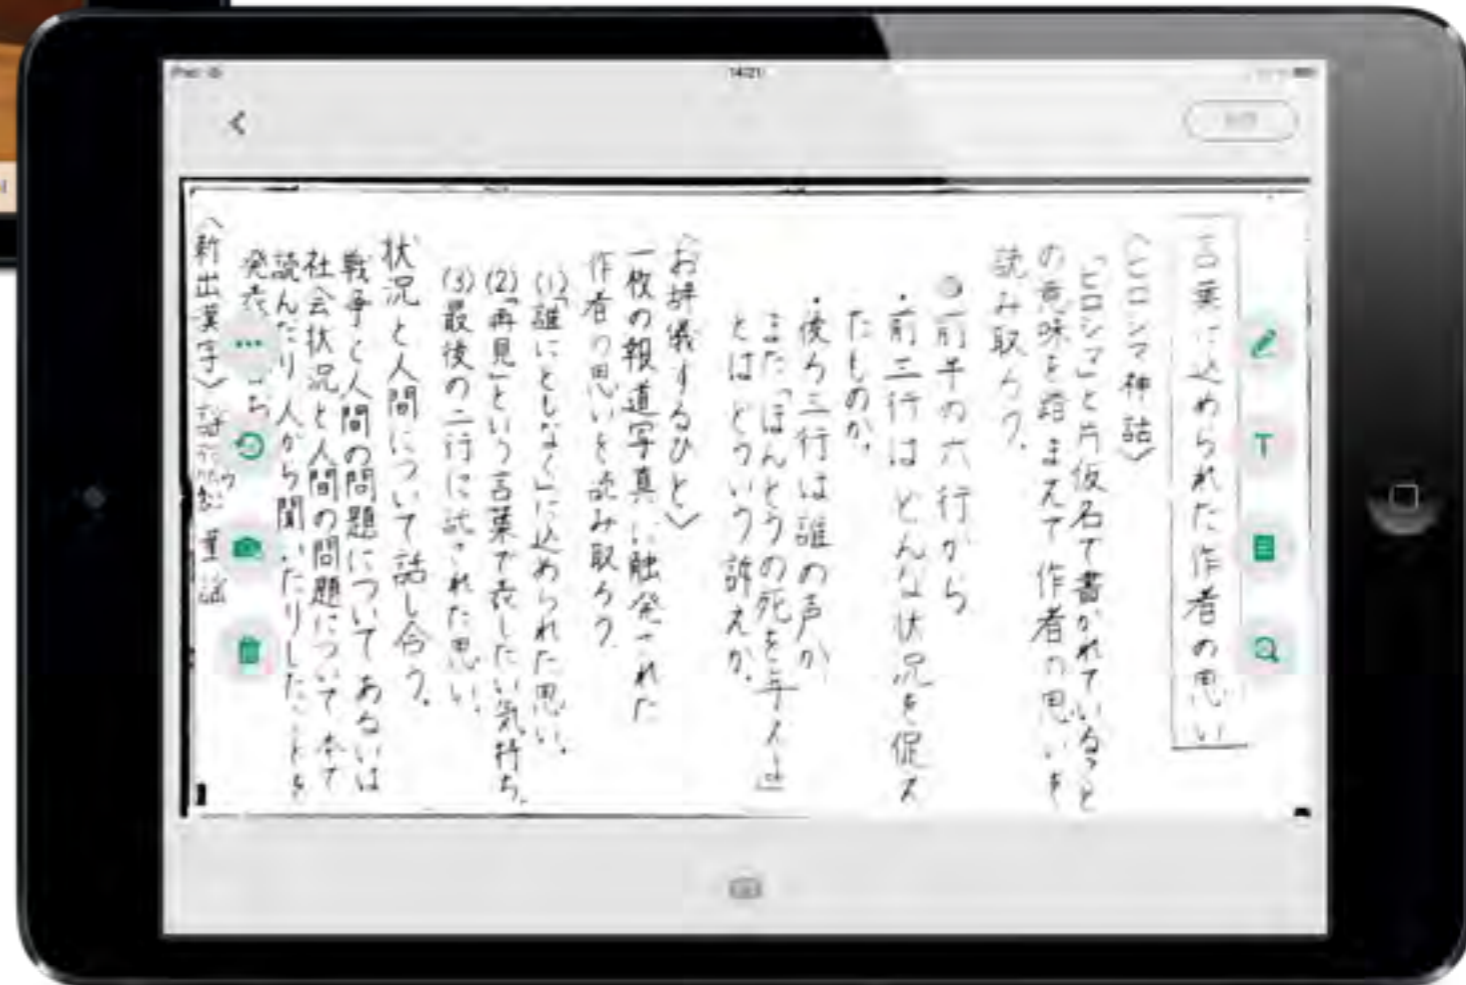 iPad
14:21
言葉に込められた作者の思い
〈ヒロシマ神話〉
「ヒロシマ」と片仮名で書かれていること
の意味を踏まえて作者の思いを
読み取ろう。
◎前半の六行から
・前三行はどんな状況を捉え
たものか。
・後ろ三行は誰の声か
また「ほんとうの死を与えよ」
とはどういう訴えか。
〈お辞儀するひと〉
一枚の報道写真に触発された
作者の思いを読み取ろう。
(1)「誰にともなく」に込められた思い。
(2)「再見」という言葉で表したい気持ち。
(3)最後の二行に託された思い。
状況と人間について話し合う。
戦争と人間の問題についてあるいは
社会状況と人間の問題について、本で
読んだり人から聞いたりしたことを
発表
〈新出漢字〉
T